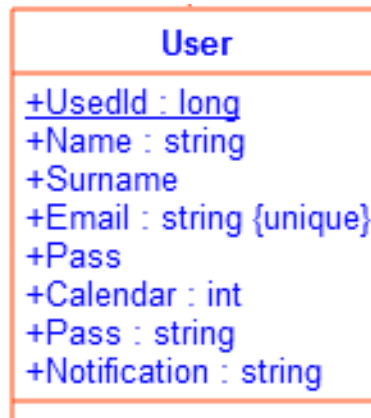 User
+UsedId : long
+Name : string
+Surname
+Email : string {unique}
+Pass
+Calendar : int
+Pass : string
+Notification : string